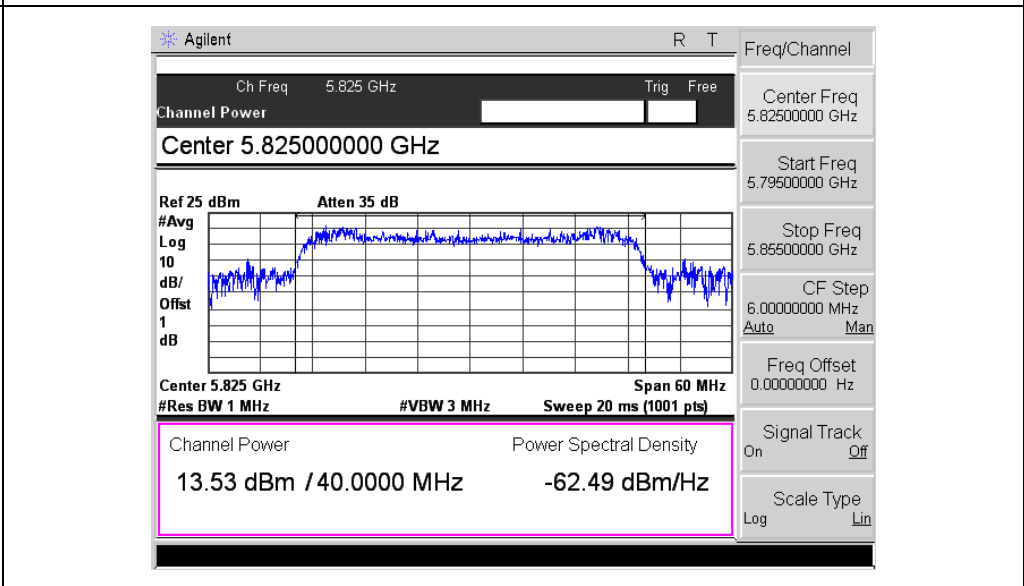 Agilent R T
Ch Freq 5.825 GHz Trig Free
Channel Power
Center 5.825000000 GHz
Ref 25 dBm Atten 35 dB
#Avg
Log
10
dB/
Offst
1
dB
Center 5.825 GHz Span 60 MHz
#Res BW 1 MHz #VBW 3 MHz Sweep 20 ms (1001 pts)
Channel Power Power Spectral Density
13.53 dBm / 40.0000 MHz -62.49 dBm/Hz
Freq/Channel
Center Freq
5.82500000 GHz
Start Freq
5.79500000 GHz
Stop Freq
5.85500000 GHz
CF Step
6.00000000 MHz
Auto Man
Freq Offset
0.00000000 Hz
Signal Track
On Off
Scale Type
Log Lin